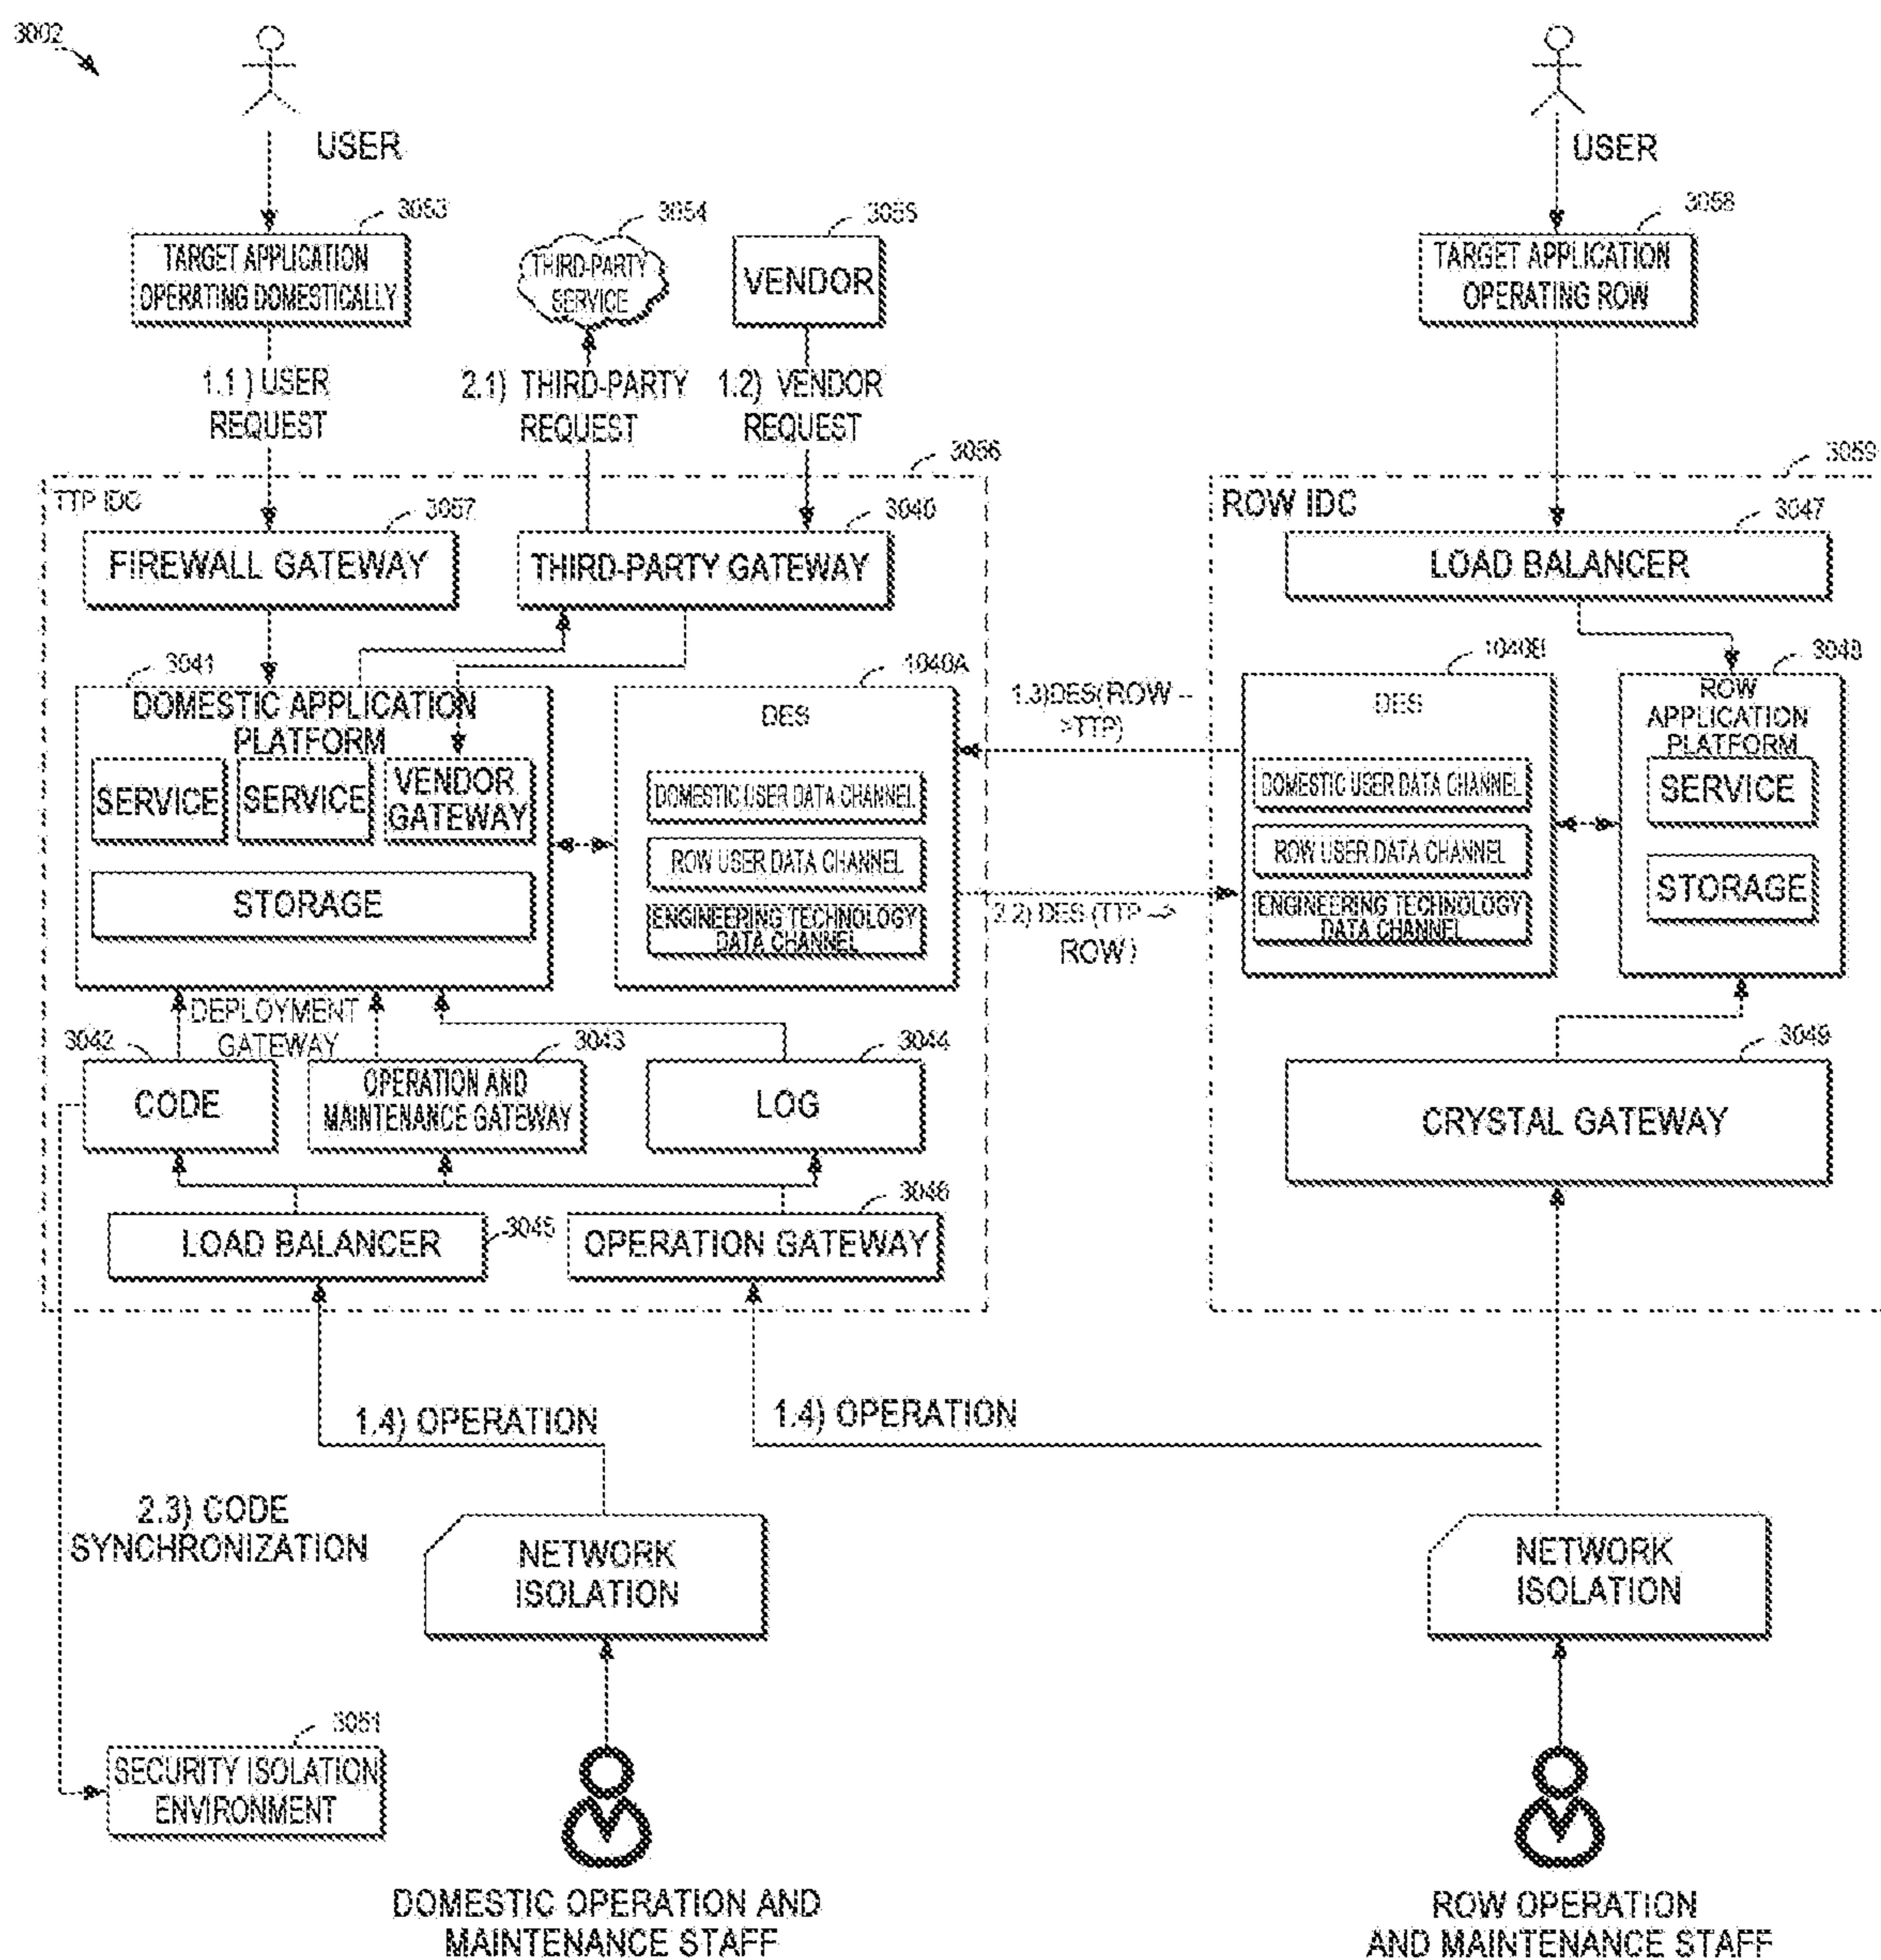 3002
USER
USER
3053
3054
3055
3058
TARGET APPLICATION
OPERATING DOMESTICALLY
THIRD-PARTY
SERVICE
VENDOR
TARGET APPLICATION
OPERATING ROW
1.1) USER
REQUEST
2.1) THIRD-PARTY
REQUEST
1.2) VENDOR
REQUEST
3056
3059
TTP IDC
ROW IDC
3057
3040
3047
FIREWALL GATEWAY
THIRD-PARTY GATEWAY
LOAD BALANCER
3041
1040A
1040B
3048
DOMESTIC APPLICATION
PLATFORM
SERVICE
SERVICE
VENDOR
GATEWAY
STORAGE
DES
DOMESTIC USER DATA CHANNEL
ROW USER DATA CHANNEL
ENGINEERING TECHNOLOGY
DATA CHANNEL
1.3)DES(ROW --
>TTP)
2.2) DES (TTP -->
ROW)
DES
DOMESTIC USER DATA CHANNEL
ROW USER DATA CHANNEL
ENGINEERING TECHNOLOGY
DATA CHANNEL
ROW
APPLICATION
PLATFORM
SERVICE
STORAGE
DEPLOYMENT
GATEWAY
3042
3043
3044
3049
CODE
OPERATION AND
MAINTENANCE GATEWAY
LOG
CRYSTAL GATEWAY
3046
LOAD BALANCER
3045
OPERATION GATEWAY
1.4) OPERATION
1.4) OPERATION
2.3) CODE
SYNCHRONIZATION
NETWORK
ISOLATION
NETWORK
ISOLATION
3051
SECURITY ISOLATION
ENVIRONMENT
DOMESTIC OPERATION AND
MAINTENANCE STAFF
ROW OPERATION
AND MAINTENANCE STAFF